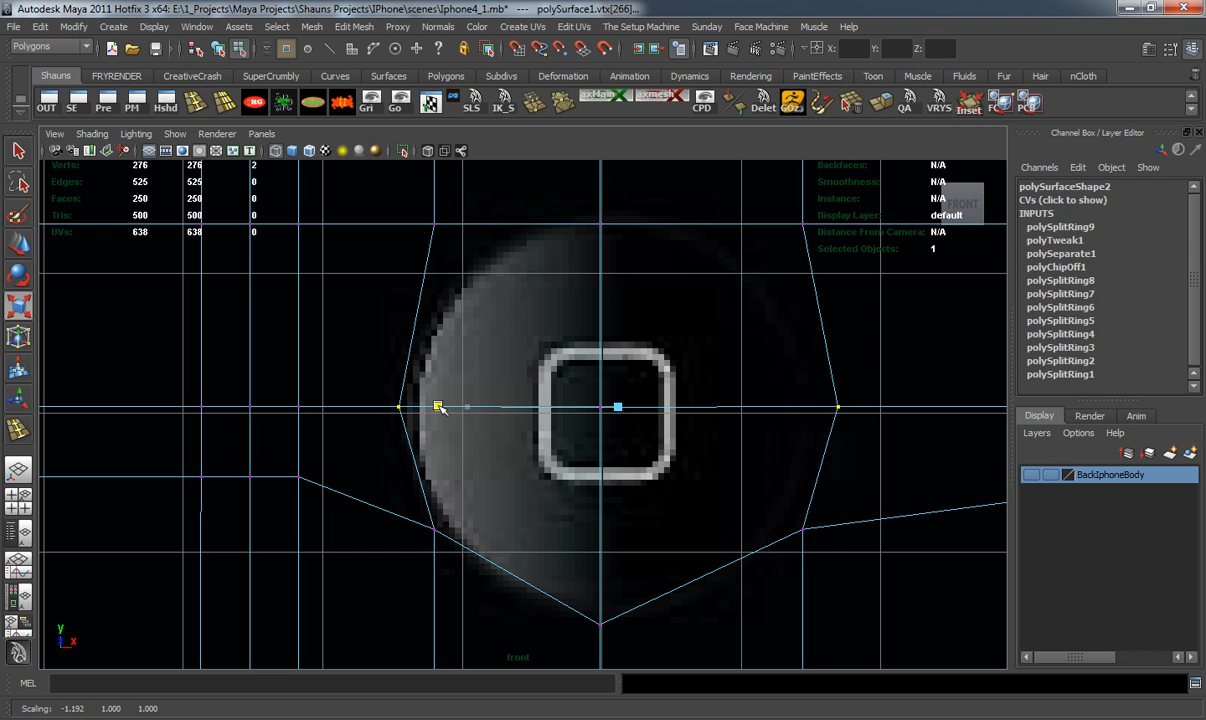 Autodesk Maya 2011 Hotfix 3 x64: E:\1_Projects\Maya Projects\Shauns Projects\IPhone\scenes\Iphone4_1.mb* --- polySurface1.vtx[266]...
File Edit Modify Create Display Window Assets Select Mesh Edit Mesh Proxy Normals Color Create UVs Edit UVs The Setup Machine Sunday Face Machine Muscle Help
Polygons X: Y: Z:
Shauns FRYRENDER CreativeCrash SuperCrumbly Curves Surfaces Polygons Subdivs Deformation Animation Dynamics Rendering PaintEffects Toon Muscle Fluids Fur Hair nCloth
OUT SE Pre PM Hshd HG Gri Go SLS IK_S axMain axmesh CPD Delet GOz3 QA VRYS Inset FC PCB
View Shading Lighting Show Renderer Panels
Channel Box / Layer Editor
Channels Edit Object Show
Verts: 276 276 2
Edges: 525 525 0
Faces: 250 250 0
Tris: 500 500 0
UVs: 638 638 0
Backfaces: N/A
Smoothness: N/A
Instance: N/A
Display Layer: default
Distance From Camera: N/A
Selected Objects: 1
FRONT
polySurfaceShape2
CVs (click to show)
INPUTS
polySplitRing9
polyTweak1
polySeparate1
polyChipOff1
polySplitRing8
polySplitRing7
polySplitRing6
polySplitRing5
polySplitRing4
polySplitRing3
polySplitRing2
polySplitRing1
Display Render Anim
Layers Options Help
BackIphoneBody
y
z x
front
MEL
Scaling: -1.192 1.000 1.000